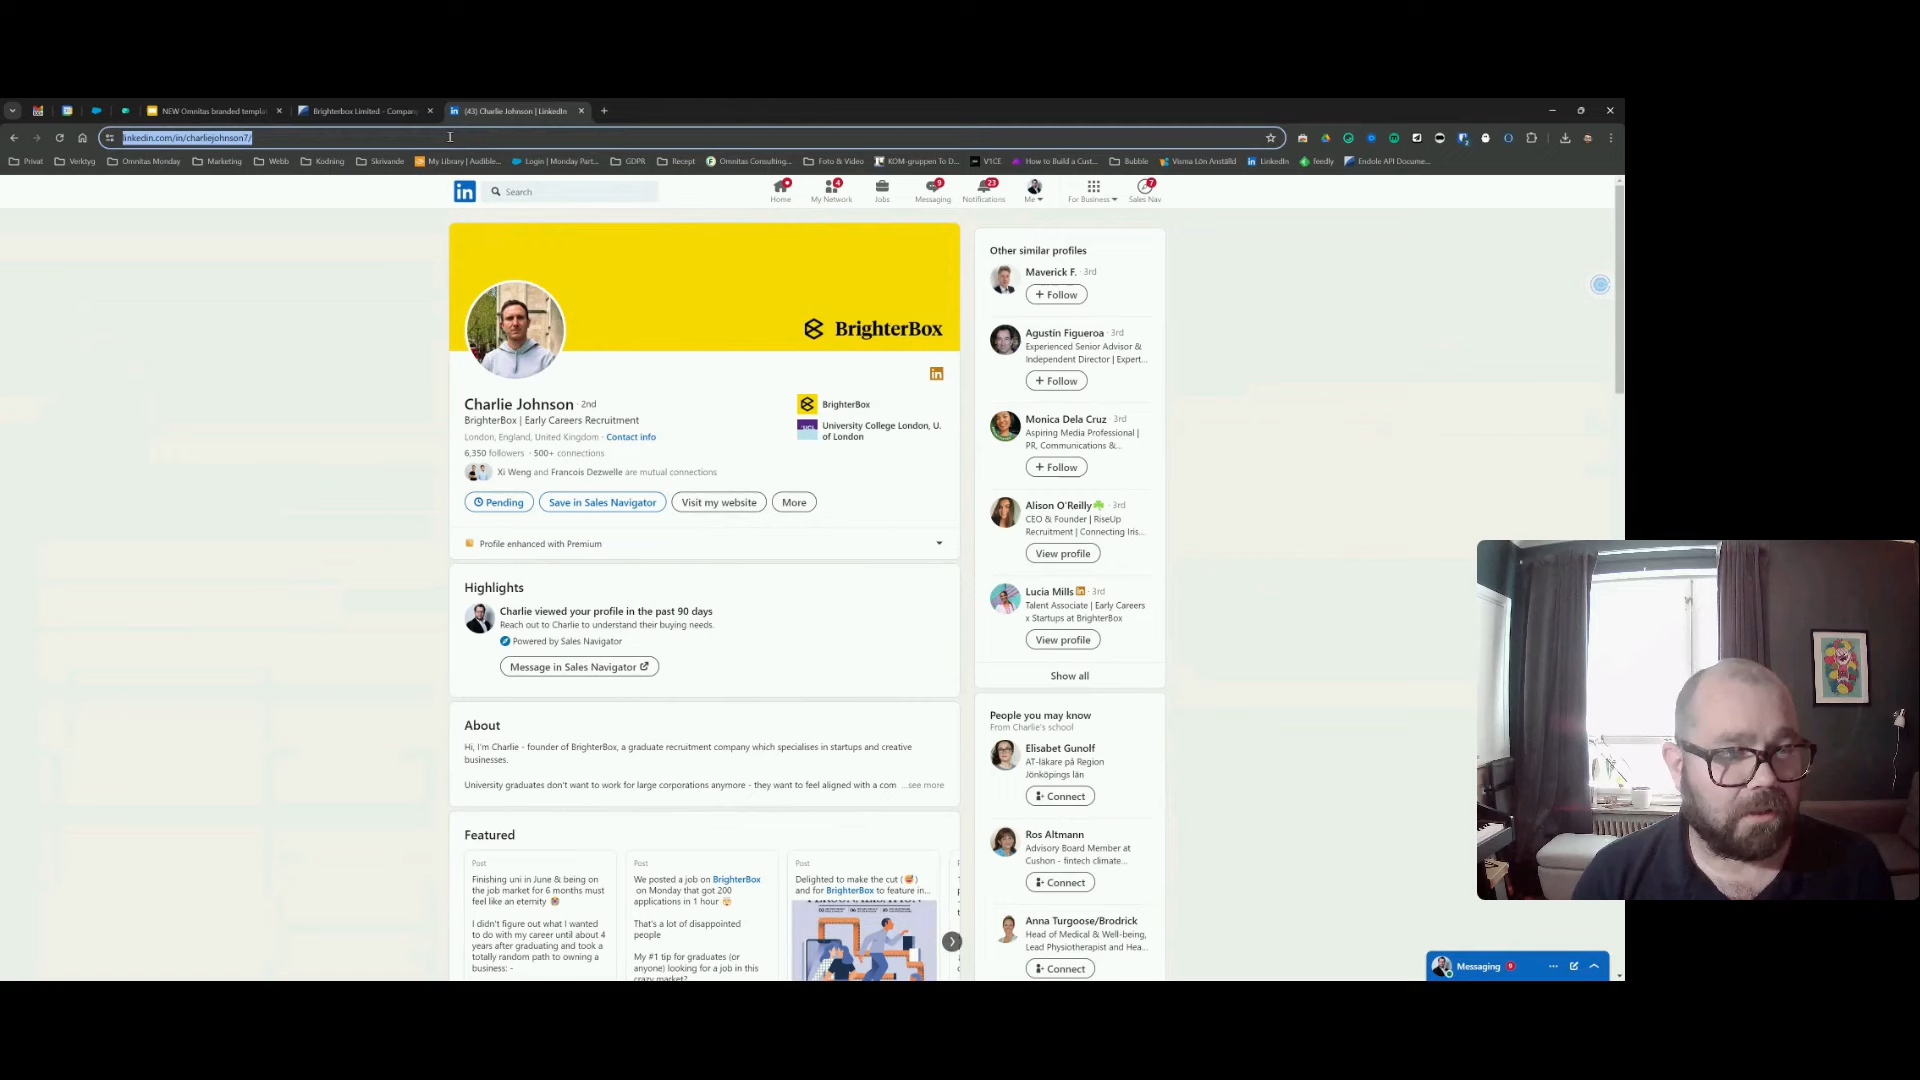 NEW Omnitas branded templa
Brighterbox Limited - Compan
(43) Charlie Johnson | LinkedIn
linkedin.com/in/charliejohnson7/
Privat
Verktyg
Omnitas Monday
Marketing
Webb
Kodning
Skrivande
My Library | Audible...
Login | Monday Part...
GDPR
Recept
Omnitas Consulting...
Foto & Video
KOM-gruppen To D...
V1CE
How to Build a Cust...
Bubble
Visma Lön Anställd
LinkedIn
feedly
Endole API Docume...
in
Search
Home
4
My Network
Jobs
9
Messaging
23
Notifications
Me
For Business
7
Sales Nav
BrighterBox
Charlie Johnson · 2nd
BrighterBox | Early Careers Recruitment
London, England, United Kingdom · Contact info
6,350 followers · 500+ connections
Xi Weng and Francois Dezwelle are mutual connections
BrighterBox
University College London, U.
of London
Pending
Save in Sales Navigator
Visit my website
More
Profile enhanced with Premium
Highlights
Charlie viewed your profile in the past 90 days
Reach out to Charlie to understand their buying needs.
Powered by Sales Navigator
Message in Sales Navigator
About
Hi, I'm Charlie - founder of BrighterBox, a graduate recruitment company which specialises in startups and creative
businesses.
University graduates don't want to work for large corporations anymore - they want to feel aligned with a com ...see more
Featured
Post
Finishing uni in June & being on
the job market for 6 months must
feel like an eternity
I didn't figure out what I wanted
to do with my career until about 4
years after graduating and took a
totally random path to owning a
business: -
Post
We posted a job on BrighterBox
on Monday that got 200
applications in 1 hour
That's a lot of disappointed
people
My #1 tip for graduates (or
anyone) looking for a job in this
crazy market?
Post
Delighted to make the cut (🥰)
and for BrighterBox to feature in...
Other similar profiles
Maverick F. · 3rd
+ Follow
Agustín Figueroa · 3rd
Experienced Senior Advisor &
Independent Director | Expert...
+ Follow
Monica Dela Cruz · 3rd
Aspiring Media Professional |
PR, Communications &...
+ Follow
Alison O'Reilly☘️ · 3rd
CEO & Founder | RiseUp
Recruitment | Connecting Iris...
View profile
Lucia Mills · 3rd
Talent Associate | Early Careers
x Startups at BrighterBox
View profile
Show all
People you may know
From Charlie's school
Elisabet Gunolf
AT-läkare på Region
Jönköpings län
Connect
Ros Altmann
Advisory Board Member at
Cushon - fintech climate...
Connect
Anna Turgoose/Brodrick
Head of Medical & Well-being,
Lead Physiotherapist and Hea...
Connect
Messaging 9